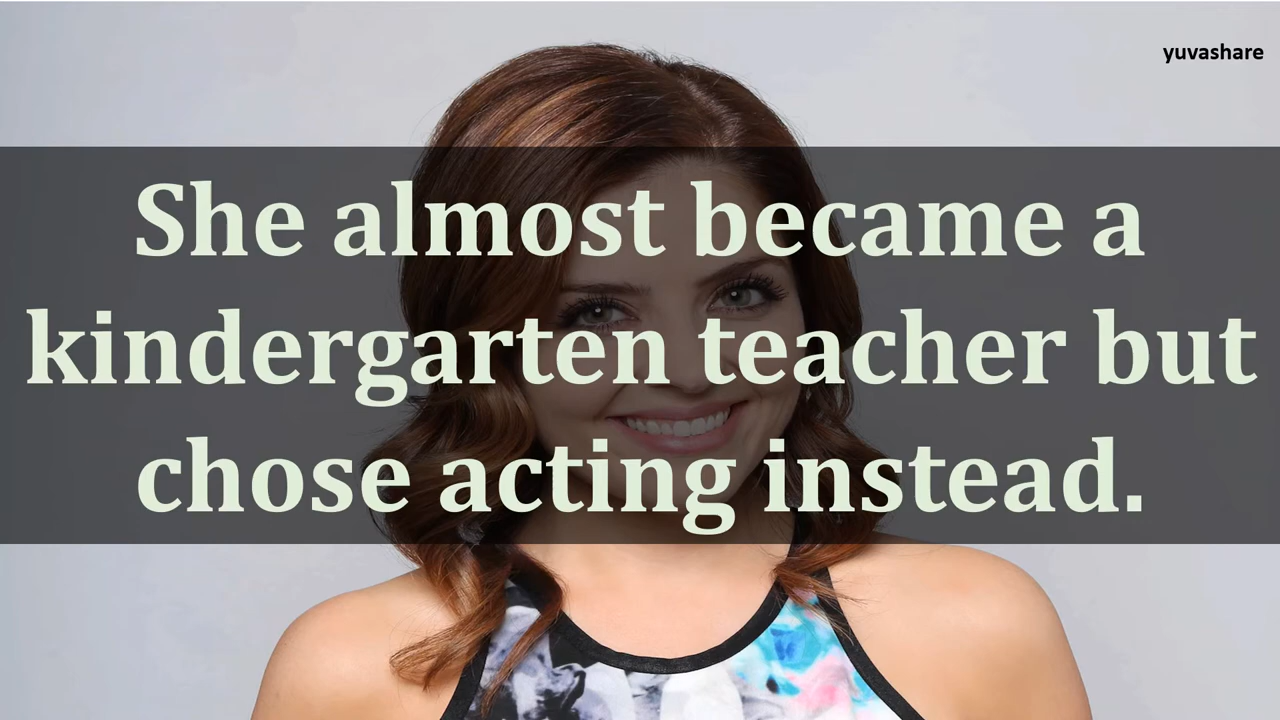 yuvashare
She almost became a
kindergarten teacher but
chose acting instead.